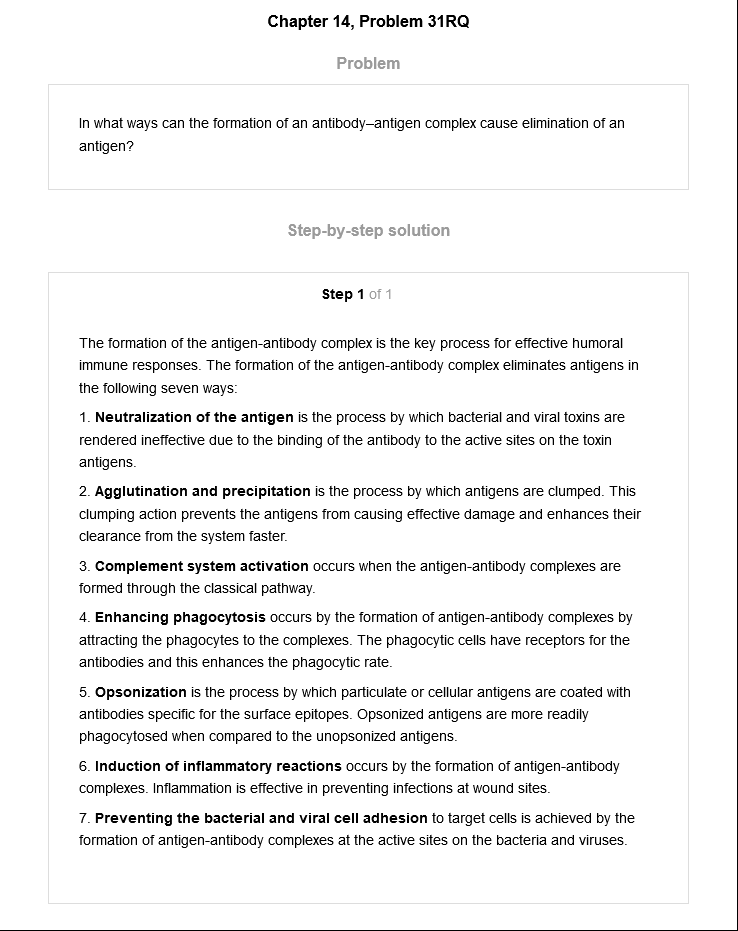 Chapter 14, Problem 31RQ
Problem
In what ways can the formation of an antibody–antigen complex cause elimination of an
antigen?
Step-by-step solution
Step 1 of 1
The formation of the antigen-antibody complex is the key process for effective humoral
immune responses. The formation of the antigen-antibody complex eliminates antigens in
the following seven ways:
1. Neutralization of the antigen is the process by which bacterial and viral toxins are
rendered ineffective due to the binding of the antibody to the active sites on the toxin
antigens.
2. Agglutination and precipitation is the process by which antigens are clumped. This
clumping action prevents the antigens from causing effective damage and enhances their
clearance from the system faster.
3. Complement system activation occurs when the antigen-antibody complexes are
formed through the classical pathway.
4. Enhancing phagocytosis occurs by the formation of antigen-antibody complexes by
attracting the phagocytes to the complexes. The phagocytic cells have receptors for the
antibodies and this enhances the phagocytic rate.
5. Opsonization is the process by which particulate or cellular antigens are coated with
antibodies specific for the surface epitopes. Opsonized antigens are more readily
phagocytosed when compared to the unopsonized antigens.
6. Induction of inflammatory reactions occurs by the formation of antigen-antibody
complexes. Inflammation is effective in preventing infections at wound sites.
7. Preventing the bacterial and viral cell adhesion to target cells is achieved by the
formation of antigen-antibody complexes at the active sites on the bacteria and viruses.